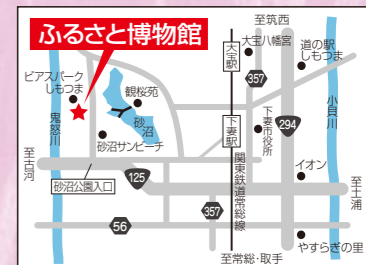 ふるさと博物館
至筑西
大宝八幡宮
大宝駅
道の駅
しもつま
357
ビアスパーク
しもつま
観桜苑
砂沼
砂沼サンビーチ
鬼怒川
小貝川
下妻駅
下妻市役所
294
至古河
砂沼公園入口
125
関東鉄道常総線
イオン
至土浦
357
56
やすらぎの里
至常総・取手